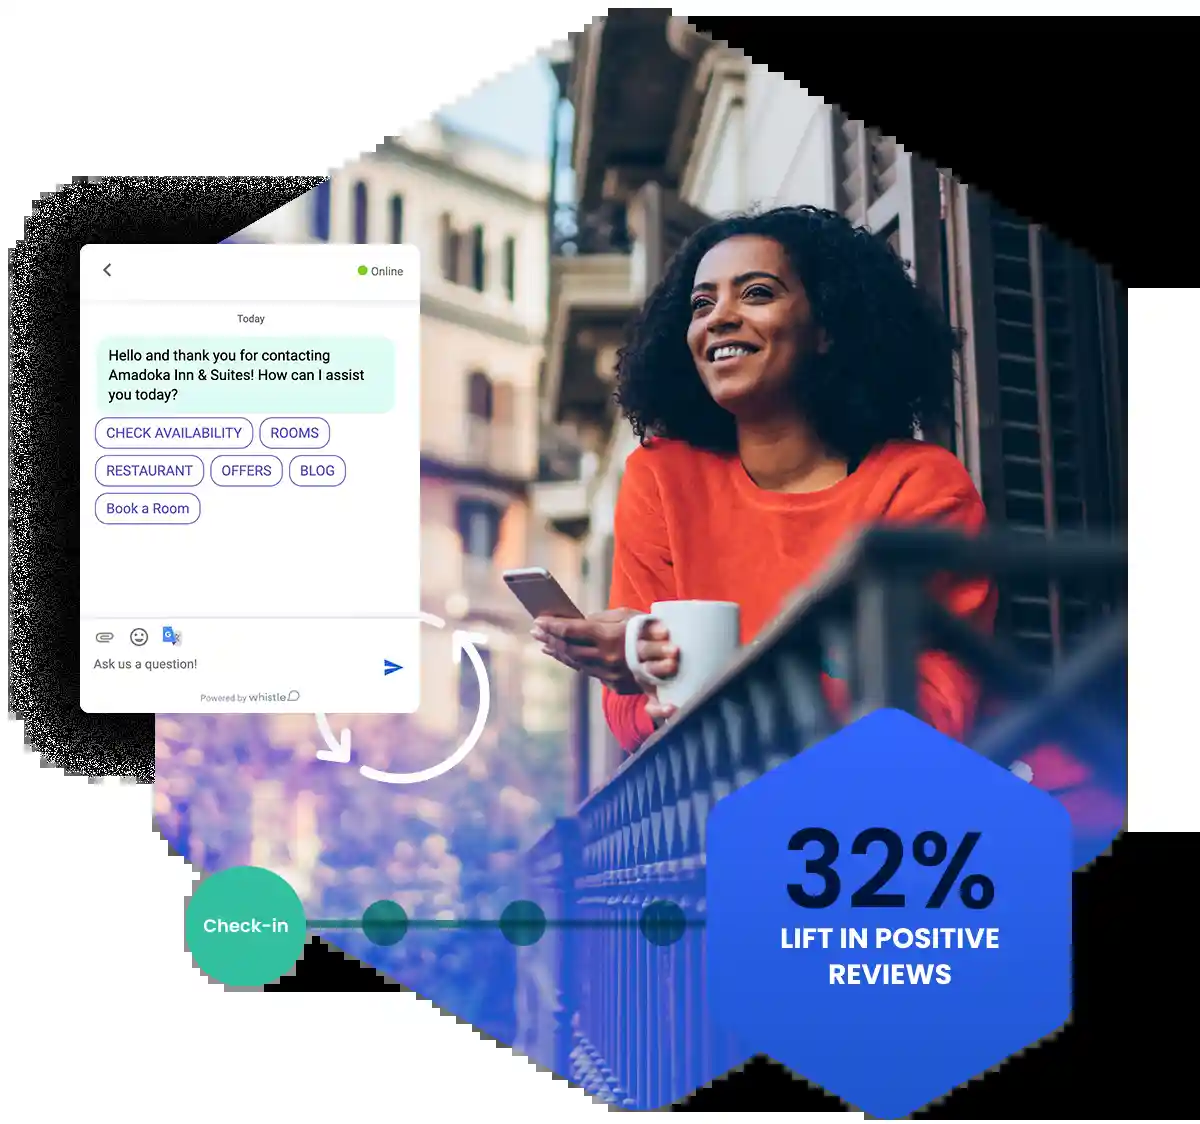 Online
Today
Hello and thank you for contacting
Amadoka Inn & Suites! How can I assist
you today?
CHECK AVAILABILITY
ROOMS
RESTAURANT
OFFERS
BLOG
Book a Room
Ask us a question!
Powered by whistle
Check-in
32%
LIFT IN POSITIVE
REVIEWS